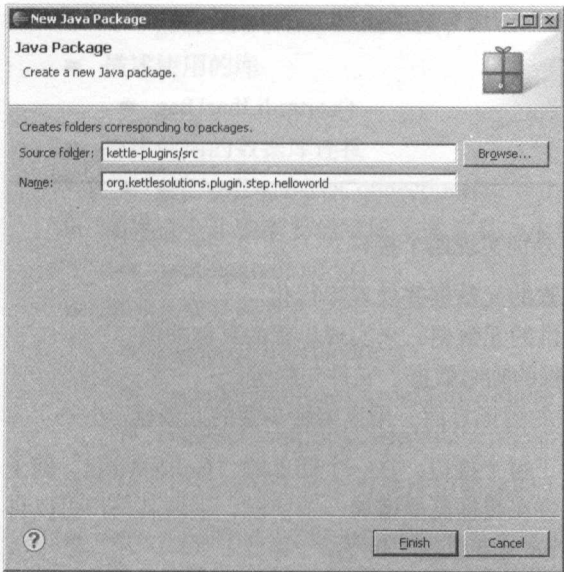 New Java Package
Java Package
Create a new Java package.
Creates folders corresponding to packages.
Source folder: kettle-plugins/src Browse...
Name: org.kettlesolutions.plugin.step.helloworld
Finish Cancel